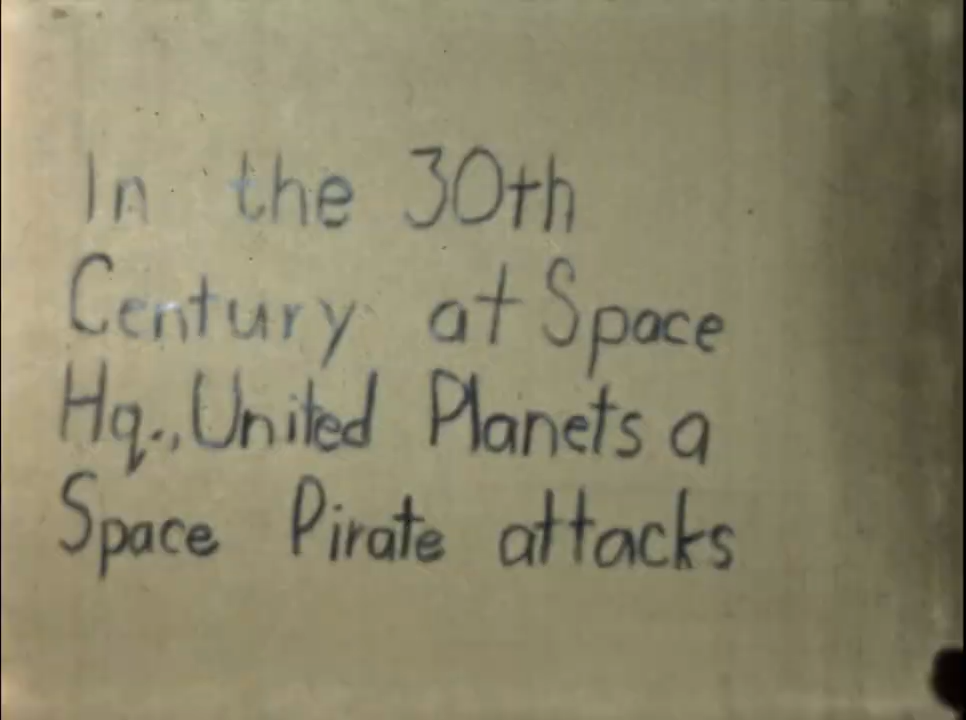 In the 30th
Century at Space
Hq., United Planets a
Space Pirate attacks